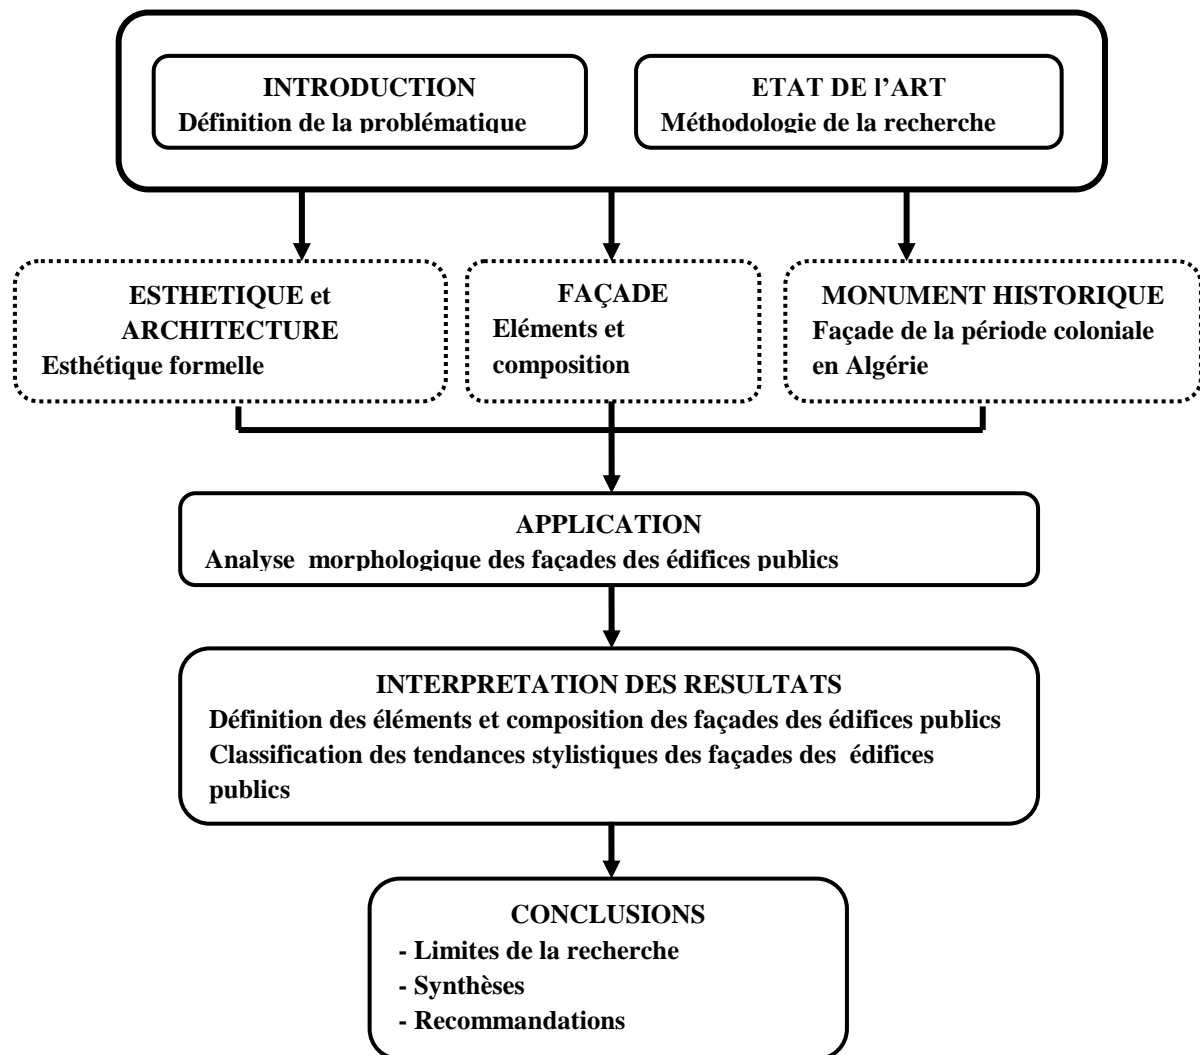 INTRODUCTION
Définition de la problématique
ETAT DE l’ART
Méthodologie de la recherche
ESTHETIQUE et
ARCHITECTURE
Esthétique formelle
FAÇADE
Eléments et
composition
MONUMENT HISTORIQUE
Façade de la période coloniale
en Algérie
APPLICATION
Analyse morphologique des façades des édifices publics
INTERPRETATION DES RESULTATS
Définition des éléments et composition des façades des édifices publics
Classification des tendances stylistiques des façades des édifices
publics
CONCLUSIONS
- Limites de la recherche
- Synthèses
- Recommandations